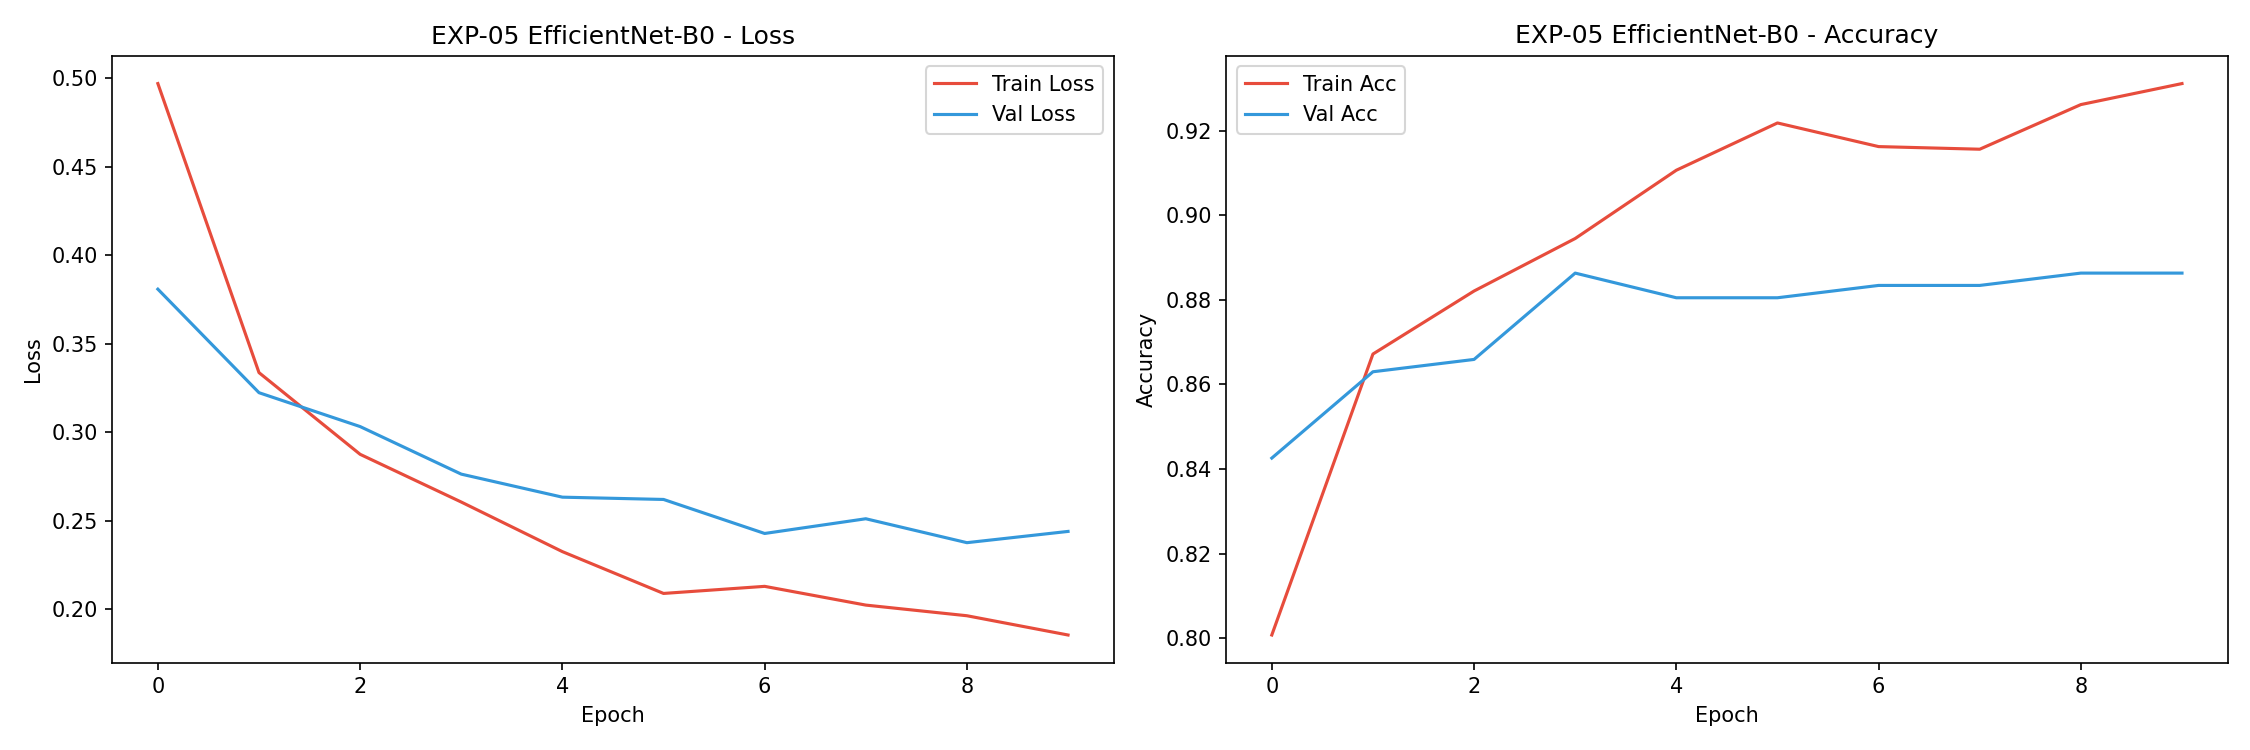 EXP-05 EfficientNet-B0 - Loss
Train Loss
Val Loss
0.50
0.45
0.40
0.35
0.30
0.25
0.20
Loss
0 2 4 6 8
Epoch
EXP-05 EfficientNet-B0 - Accuracy
Train Acc
Val Acc
0.92
0.90
0.88
0.86
0.84
0.82
0.80
Accuracy
0 2 4 6 8
Epoch